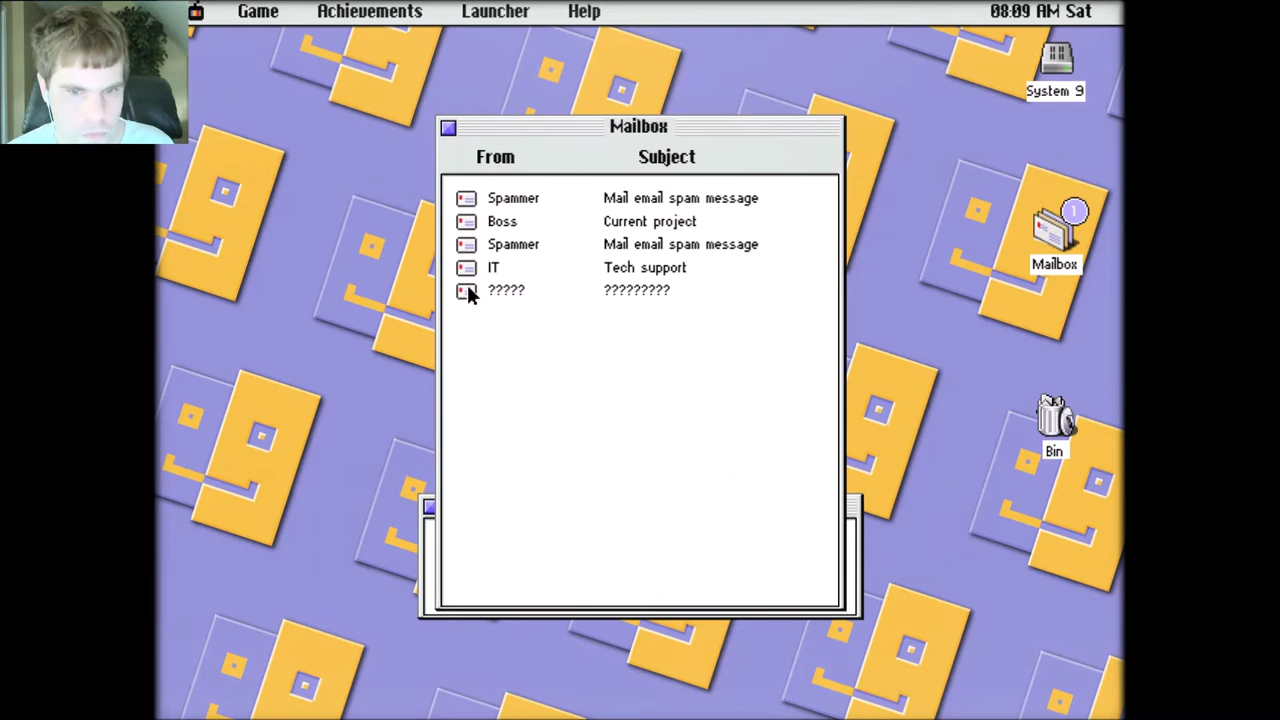 Game Achievements Launcher Help 08:09 AM Sat
System 9
Mailbox
From Subject
Spammer Mail email spam message
Boss Current project
Spammer Mail email spam message
IT Tech support
????? ?????????
1
Mailbox
Bin